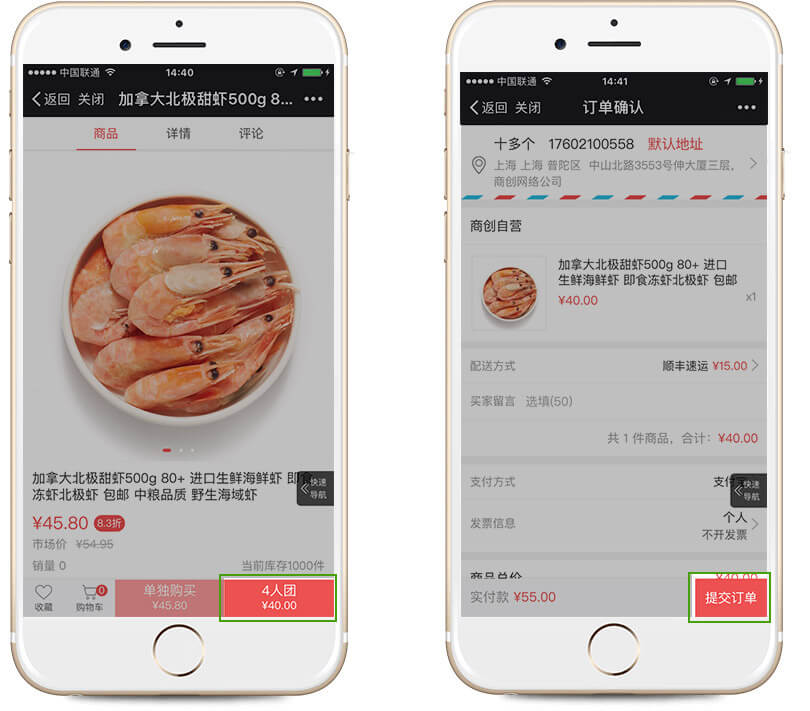 中国联通 14:40
返回 关闭 加拿大北极甜虾500g 8... •••
商品 详情 评论
加拿大北极甜虾500g 80+ 进口生鲜海鲜虾 即食
冻虾北极虾 包邮 中粮品质 野生海域虾
快速
导航
¥45.80 8.3折
市场价 ¥54.95
销量 0 当前库存1000件
收藏
0
购物车
单独购买
¥45.80
4人团
¥40.00
中国联通 14:41
返回 关闭 订单确认 •••
十多个 17602100558 默认地址
上海 上海 普陀区 中山北路3553号伸大厦三层，
商创网络公司
商创自营
加拿大北极甜虾500g 80+ 进口
生鲜海鲜虾 即食冻虾北极虾 包邮
¥40.00
x1
配送方式 顺丰速运 ¥15.00
买家留言 选填(50)
共 1 件商品，合计：¥40.00
支付方式 支付宝
快速
导航
发票信息 个人
不开发票
商品总价 ¥40.00
实付款 ¥55.00 提交订单